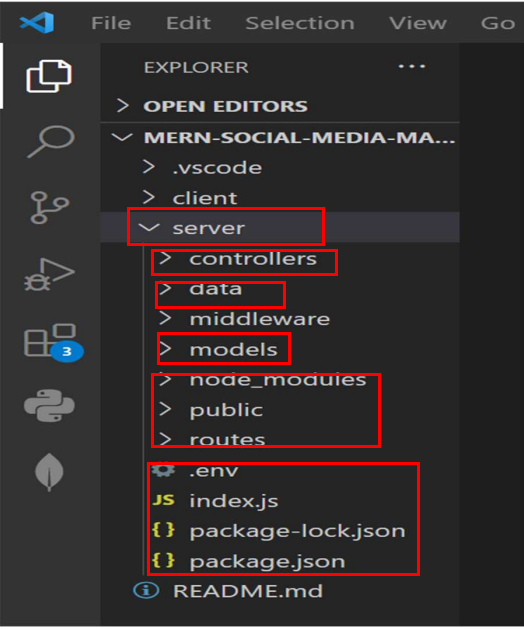 File Edit Selection View Go
EXPLORER ...
> OPEN EDITORS
MERN-SOCIAL-MEDIA-MA...
> .vscode
> client
server
> controllers
> data
> middleware
> models
> node_modules
> public
> routes
.env
JS index.js
{ } package-lock.json
3
{ } package.json
README.md